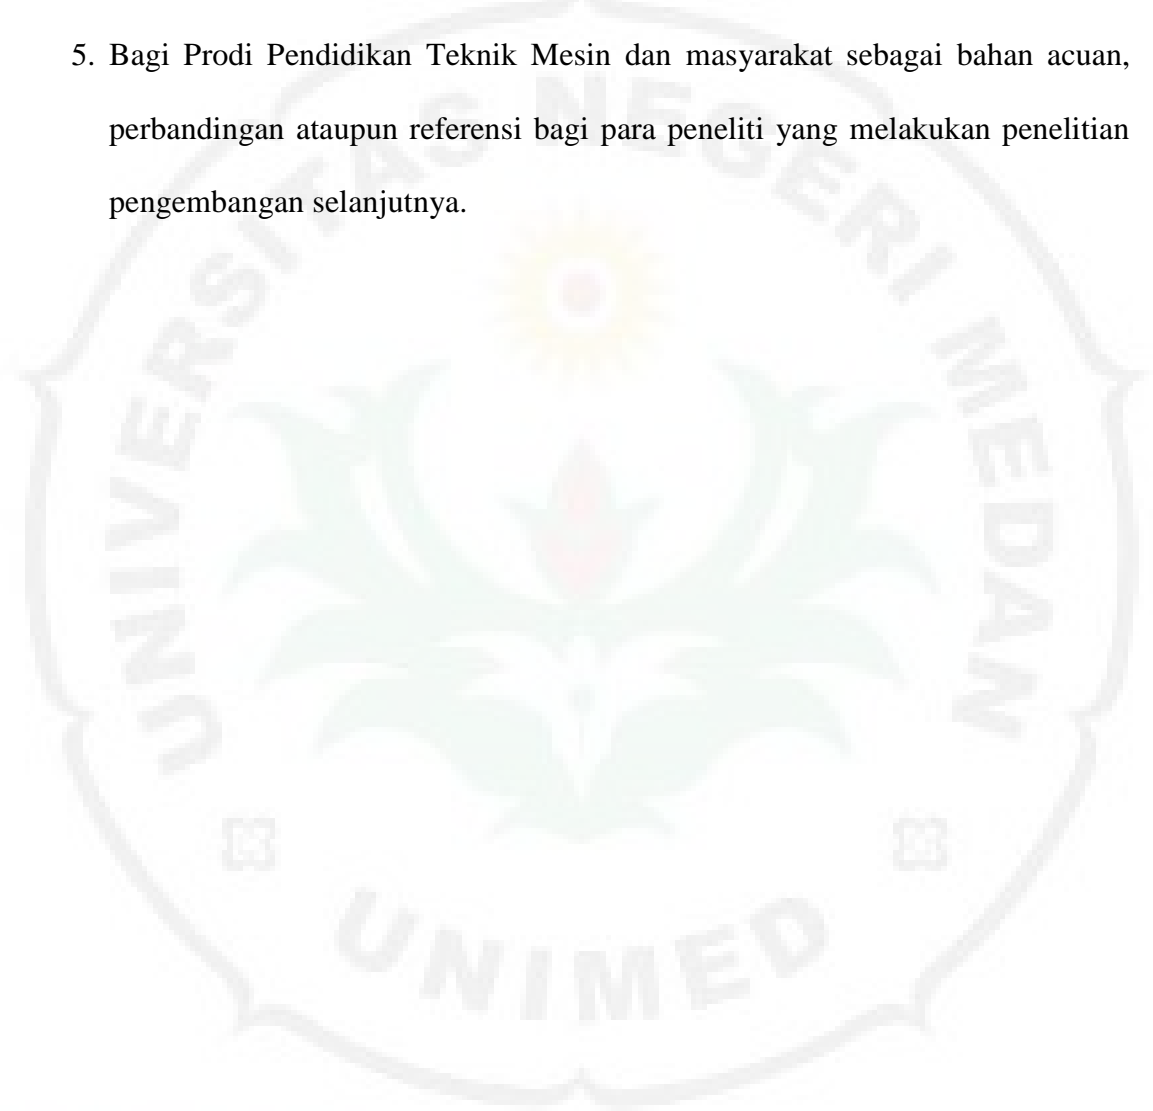 5. Bagi Prodi Pendidikan Teknik Mesin dan masyarakat sebagai bahan acuan,
perbandingan ataupun referensi bagi para peneliti yang melakukan penelitian
pengembangan selanjutnya.
UNIVERSITAS NEGERI MEDAN
UNIMED